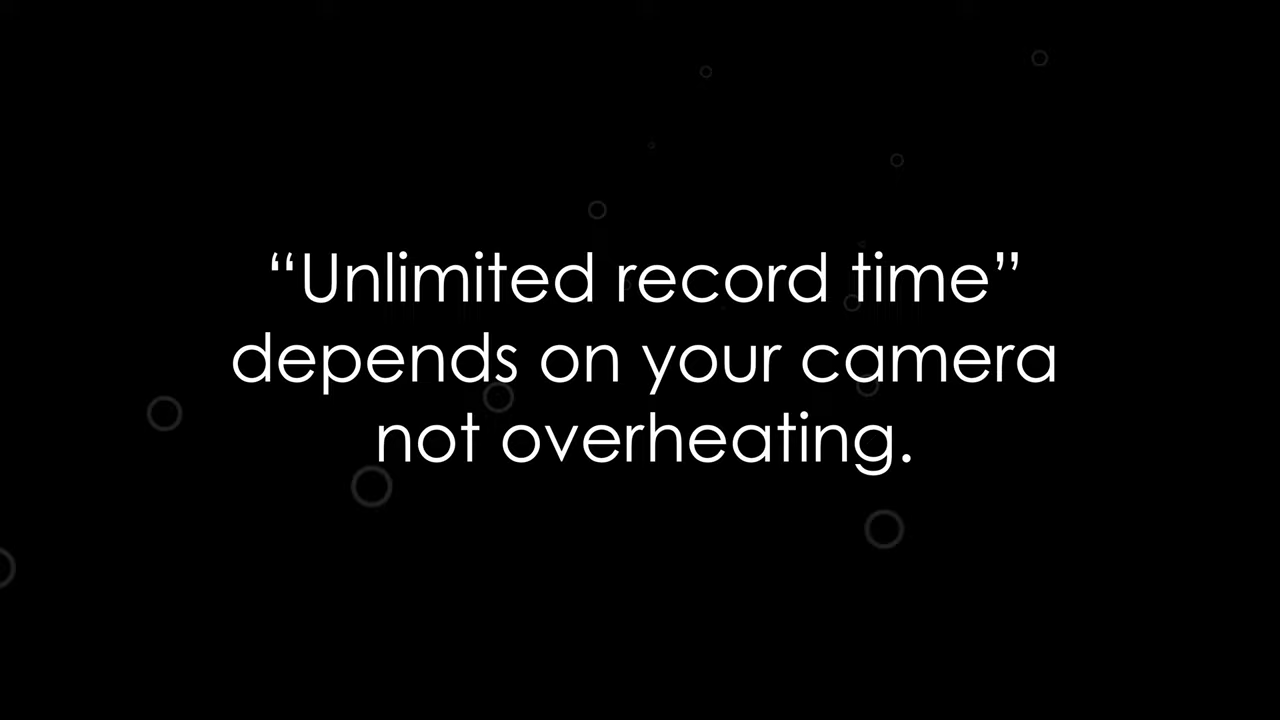 “Unlimited record time”
depends on your camera
not overheating.